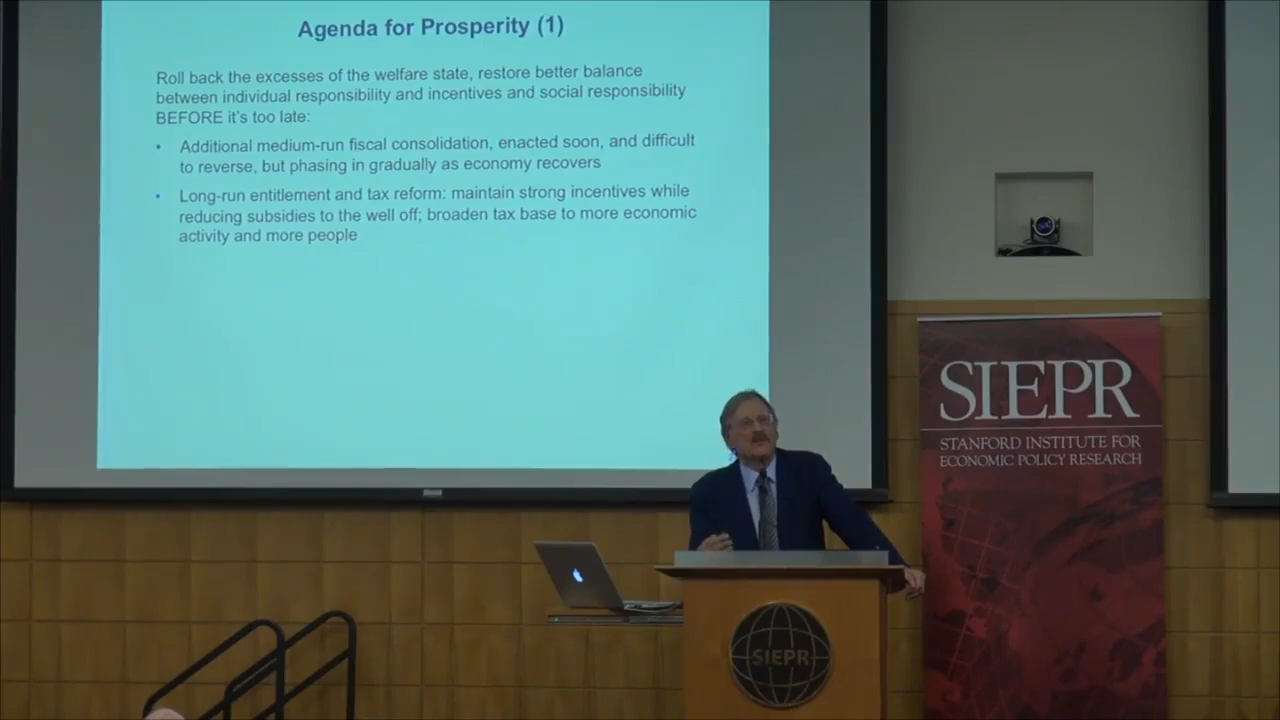 Agenda for Prosperity (1)
Roll back the excesses of the welfare state, restore better balance
between individual responsibility and incentives and social responsibility
BEFORE it's too late:
• Additional medium-run fiscal consolidation, enacted soon, and difficult
to reverse, but phasing in gradually as economy recovers
• Long-run entitlement and tax reform: maintain strong incentives while
reducing subsidies to the well off; broaden tax base to more economic
activity and more people
SIEPR
STANFORD INSTITUTE FOR
ECONOMIC POLICY RESEARCH
SIEPR